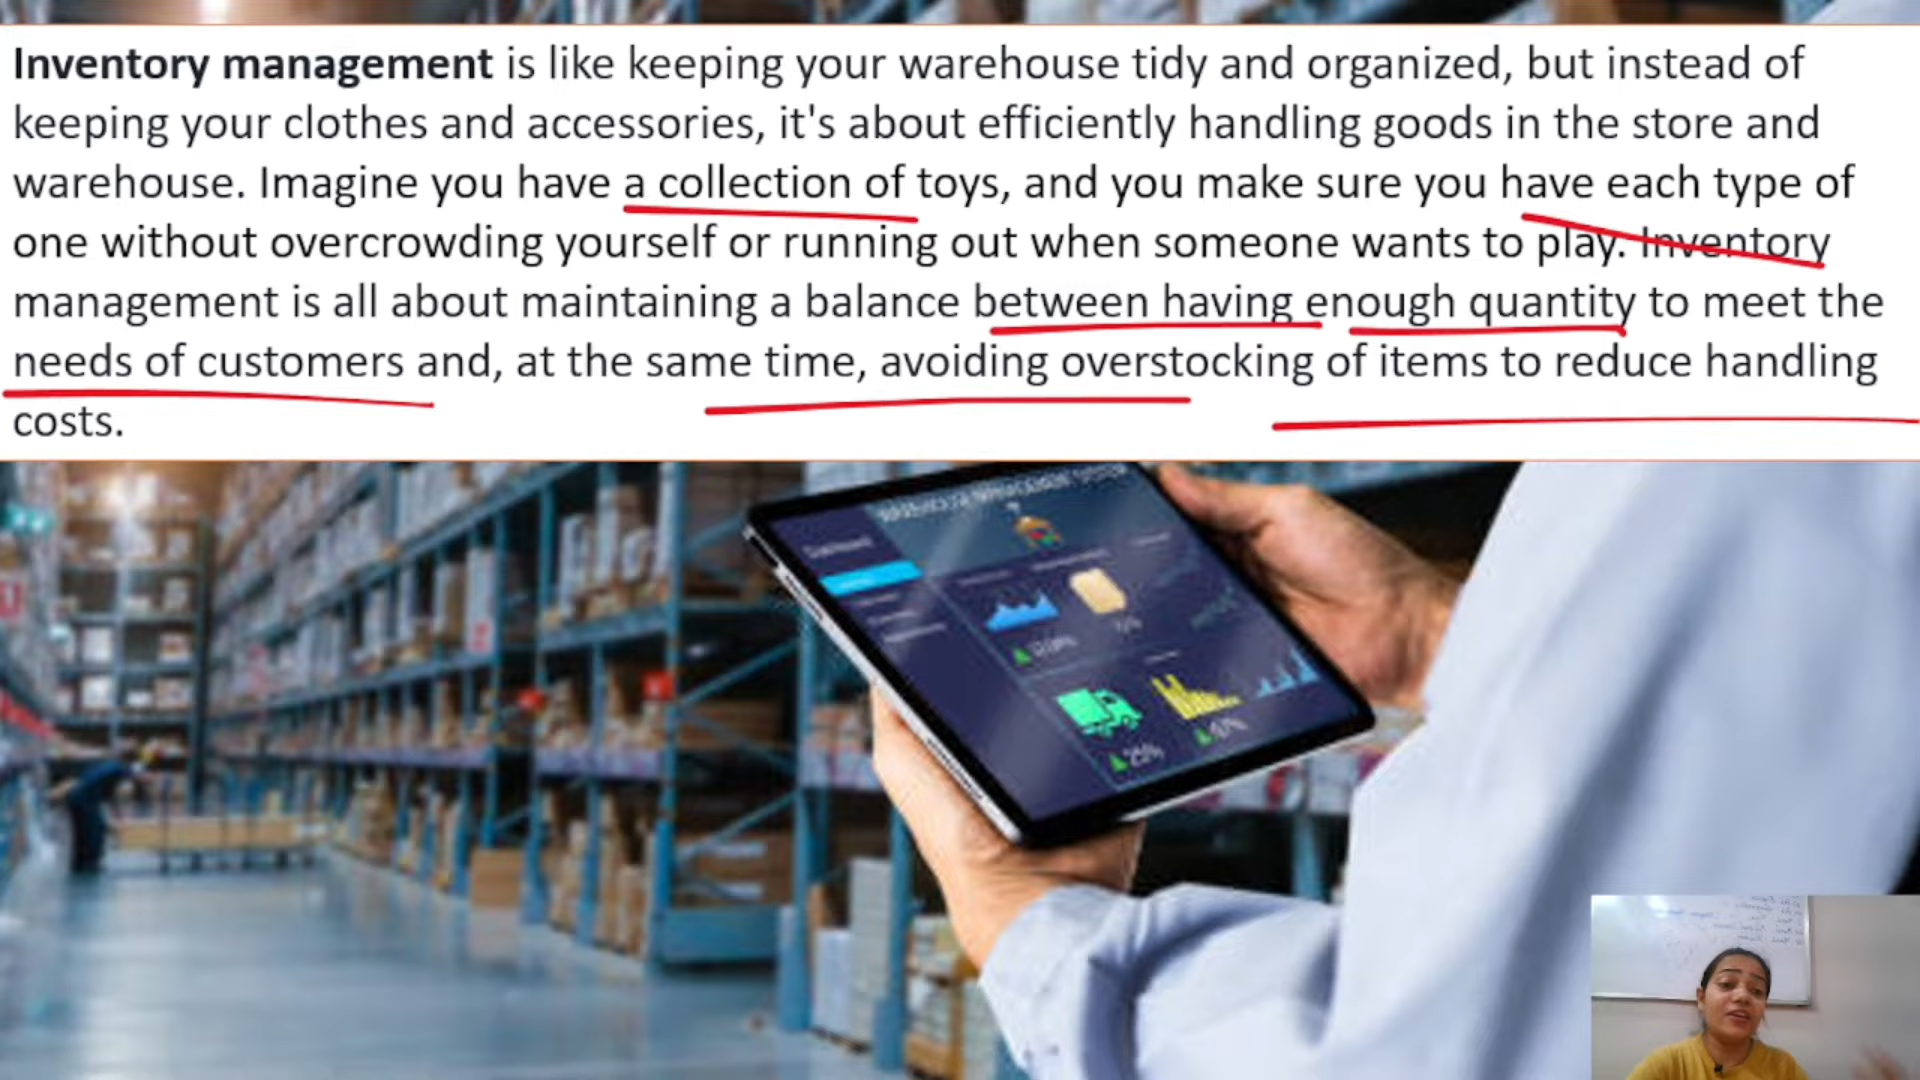 Inventory management is like keeping your warehouse tidy and organized, but instead of
keeping your clothes and accessories, it's about efficiently handling goods in the store and
warehouse. Imagine you have a collection of toys, and you make sure you have each type of
one without overcrowding yourself or running out when someone wants to play. Inventory
management is all about maintaining a balance between having enough quantity to meet the
needs of customers and, at the same time, avoiding overstocking of items to reduce handling
costs.
Dashboard
25%